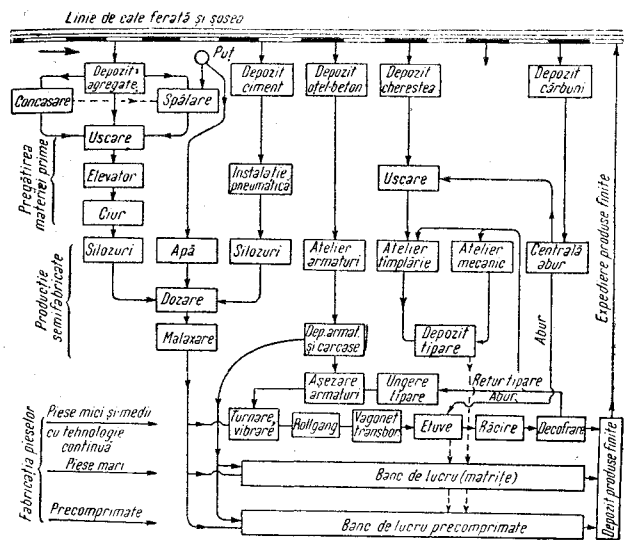 Linie de cale ferată și șosea
Puț
Depozit
agregate
Depozit
ciment
Depozit
oțel-beton
Depozit
cherestea
Depozit
cărbuni
Concasare
Spălare
Uscare
Elevator
Ciur
Instalație
pneumatică
Uscare
Pregătirea
materiei prime
Silozuri
Apă
Silozuri
Atelier
armături
Atelier
tîmplărie
Atelier
mecanic
Centrală
abur
Expediere produse finite
Producție
semifabricate
Dozare
Malaxare
Dep.armat.
și carcase
Depozit
tipare
Abur
Așezare
armături
Ungere
tipare
Retur tipare
Abur
Fabricația pieselor
Piese mici și medii
cu tehnologie
continuă
Piese mari
Precomprimate
Turnare,
vibrare
Rollgang
Vagonet
transbor
Etuve
Răcire
Decofrare
Banc de lucru (matrițe)
Banc de lucru precomprimate
Depozit produse finite